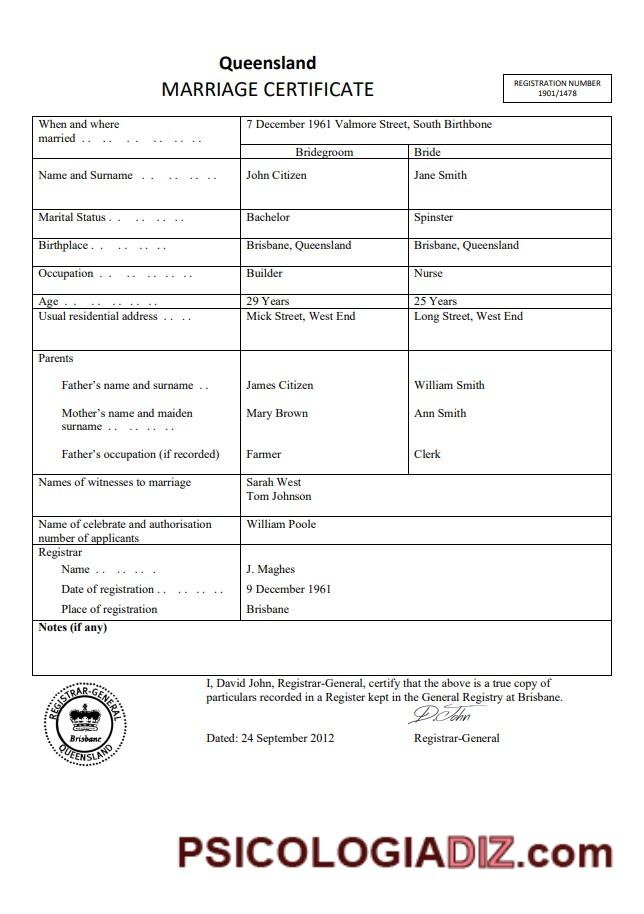 Queensland
MARRIAGE CERTIFICATE
REGISTRATION NUMBER
1901/1478
When and where
married . . . . . . . . . . . .
7 December 1961 Valmore Street, South Birthbone
Bridegroom
Bride
Name and Surname . . . . . . . .
John Citizen
Jane Smith
Marital Status . . . . . . . .
Bachelor
Spinster
Birthplace . . . . . . . .
Brisbane, Queensland
Brisbane, Queensland
Occupation . . . . . . . . . .
Builder
Nurse
Age . . . . . . . . . .
29 Years
25 Years
Usual residential address . . . .
Mick Street, West End
Long Street, West End
Parents
Father’s name and surname . .
James Citizen
William Smith
Mother’s name and maiden
surname . . . . . . . .
Mary Brown
Ann Smith
Father’s occupation (if recorded)
Farmer
Clerk
Names of witnesses to marriage
Sarah West
Tom Johnson
Name of celebrate and authorisation
number of applicants
William Poole
Registrar
Name . . . . . . .
J. Maghes
Date of registration . . . . . . . .
9 December 1961
Place of registration
Brisbane
Notes (if any)
I, David John, Registrar-General, certify that the above is a true copy of
particulars recorded in a Register kept in the General Registry at Brisbane.
REGISTRAR-GENERAL
Brisbane
QUEENSLAND
D. John
Dated: 24 September 2012
Registrar-General
PSICOLOGIADIZ.com